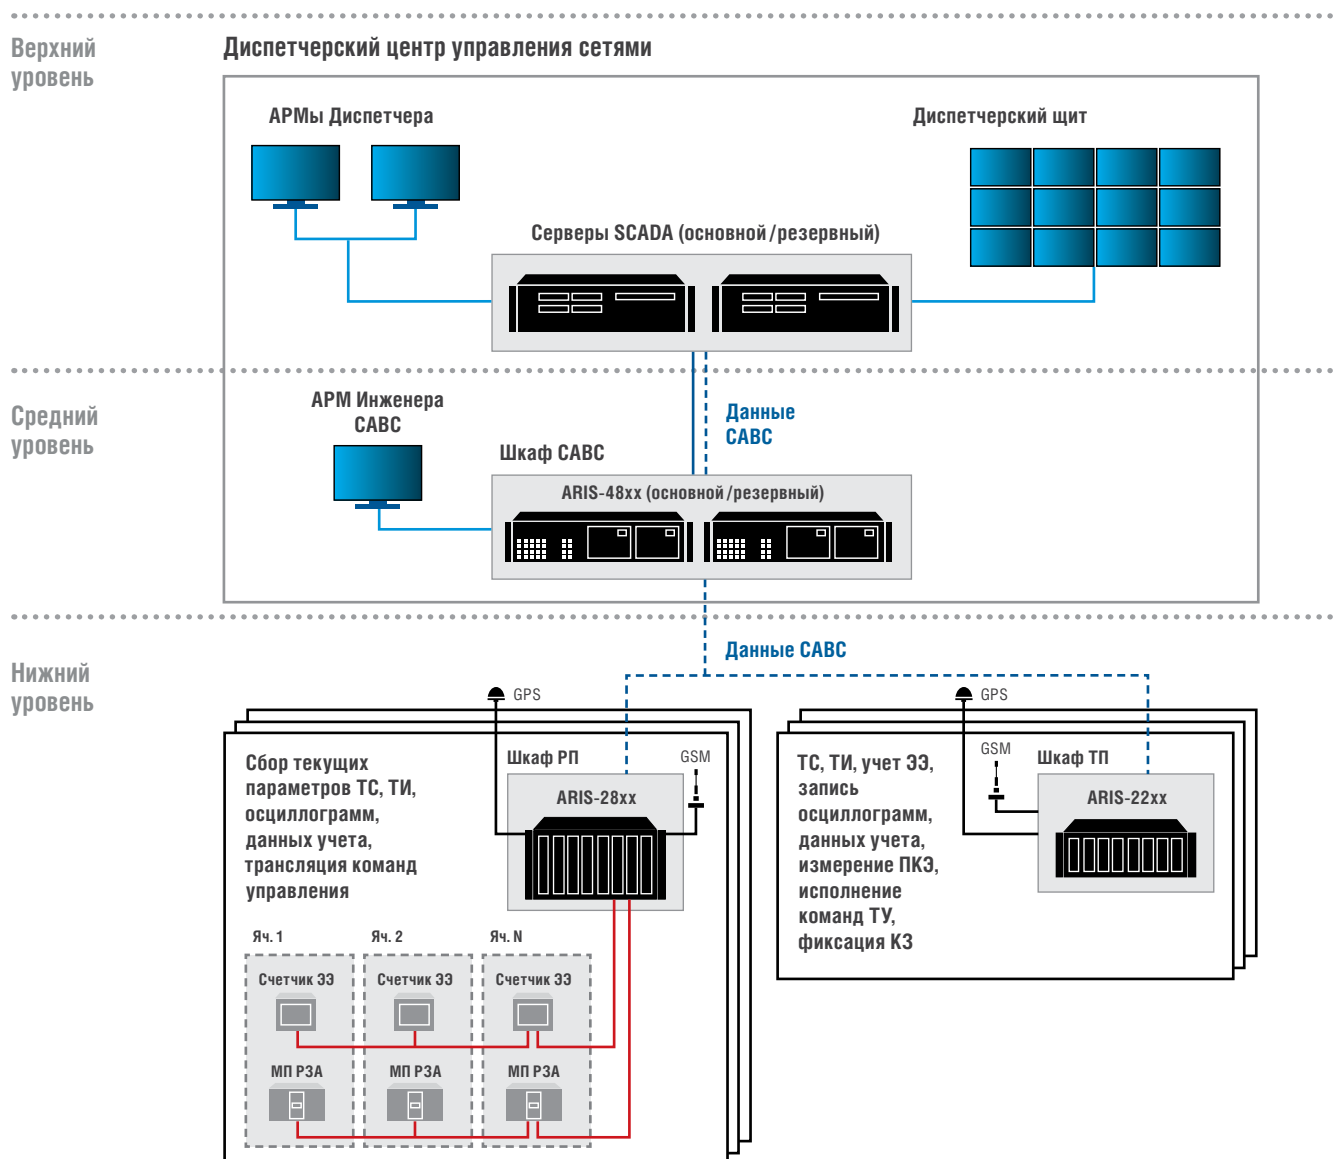 Верхний
уровень
Диспетчерский центр управления сетями
АРМы Диспетчера
Диспетчерский щит
Серверы SCADA (основной/резервный)
Средний
уровень
АРМ Инженера
САВС
Данные
САВС
Шкаф САВС
ARIS-48xx (основной/резервный)
Нижний
уровень
Данные САВС
GPS
GPS
Сбор текущих
параметров ТС, ТИ,
осциллограмм,
данных учета,
трансляция команд
управления
Шкаф РП
GSM
ARIS-28xx
ТС, ТИ, учет ЭЭ,
запись
осциллограмм,
данных учета,
измерение ПКЭ,
исполнение
команд ТУ,
фиксация КЗ
GSM
Шкаф ТП
ARIS-22xx
Яч. 1
Яч. 2
Яч. N
Счетчик ЭЭ
Счетчик ЭЭ
Счетчик ЭЭ
МП РЗА
МП РЗА
МП РЗА